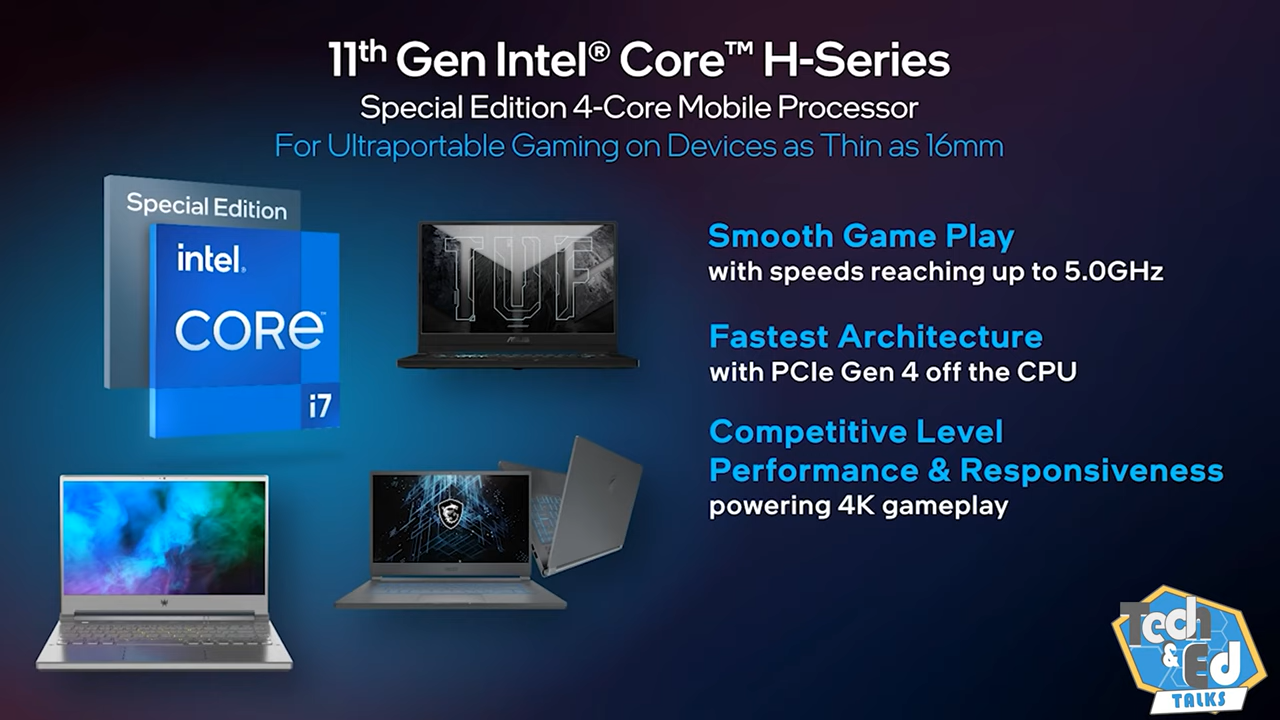 11th Gen Intel® Core™ H-Series
Special Edition 4-Core Mobile Processor
For Ultraportable Gaming on Devices as Thin as 16mm
Special Edition
intel®
CORE™
i7
TUF
ASUS
Smooth Game Play
with speeds reaching up to 5.0GHz
Fastest Architecture
with PCIe Gen 4 off the CPU
Competitive Level
Performance & Responsiveness
powering 4K gameplay
Tech
& Ed
TALKS